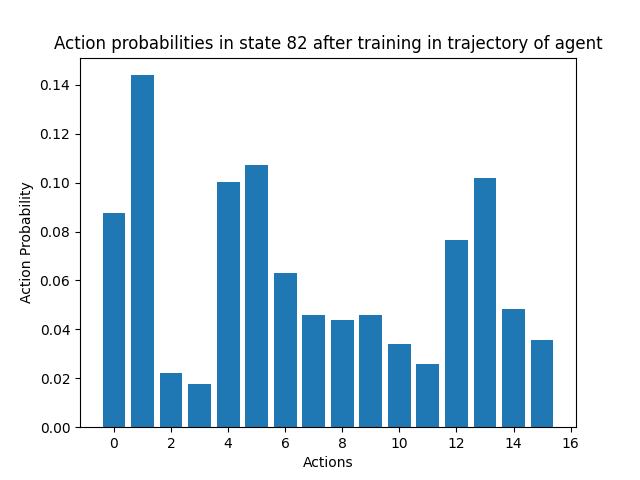 Action probabilities in state 82 after training in trajectory of agent
0.14
0.12
0.10
0.08
0.06
0.04
0.02
0.00
Action Probability
0 2 4 6 8 10 12 14 16
Actions